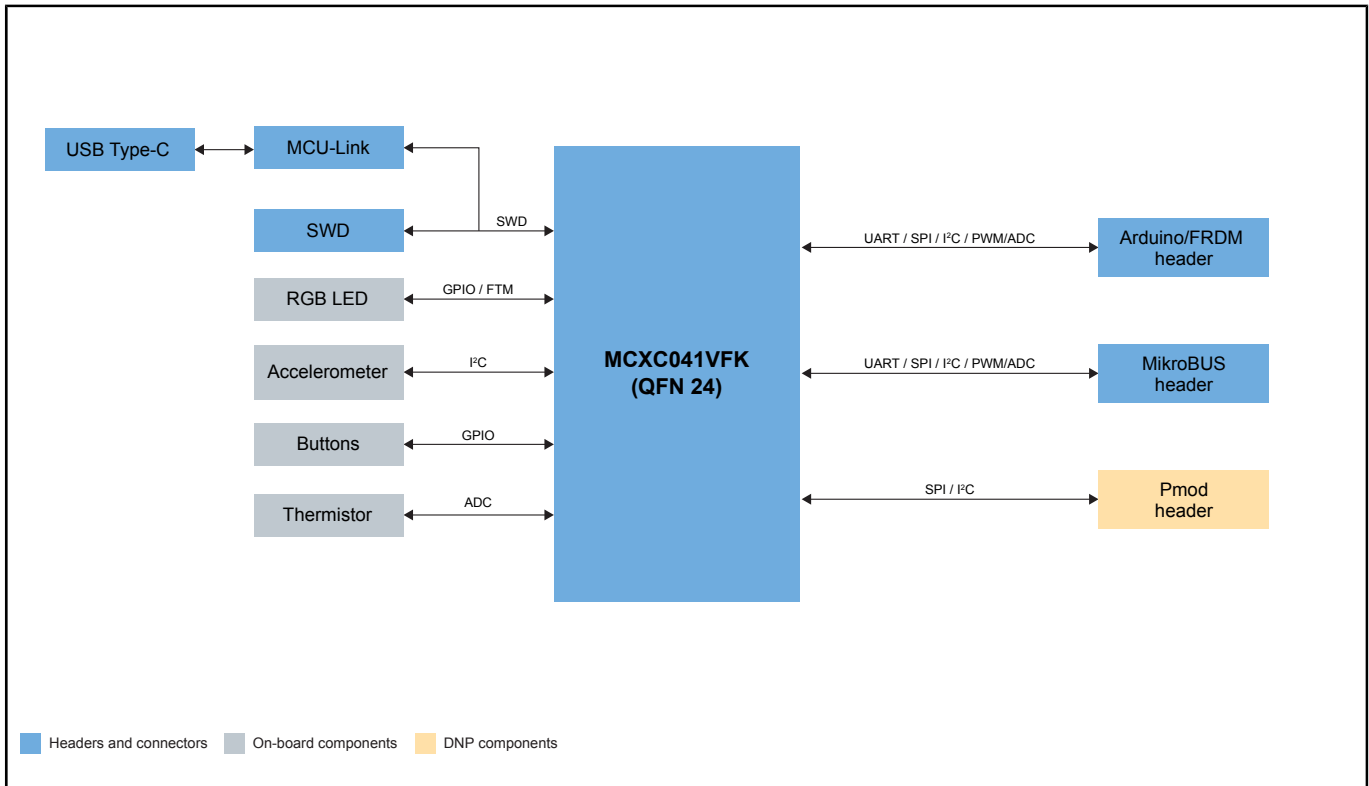 USB Type-C
MCU-Link
SWD
SWD
RGB LED
GPIO / FTM
Accelerometer
I²C
Buttons
GPIO
Thermistor
ADC
MCXC041VFK
(QFN 24)
UART / SPI / I²C / PWM/ADC
Arduino/FRDM
header
UART / SPI / I²C / PWM/ADC
MikroBUS
header
SPI / I²C
Pmod
header
Headers and connectors
On-board components
DNP components